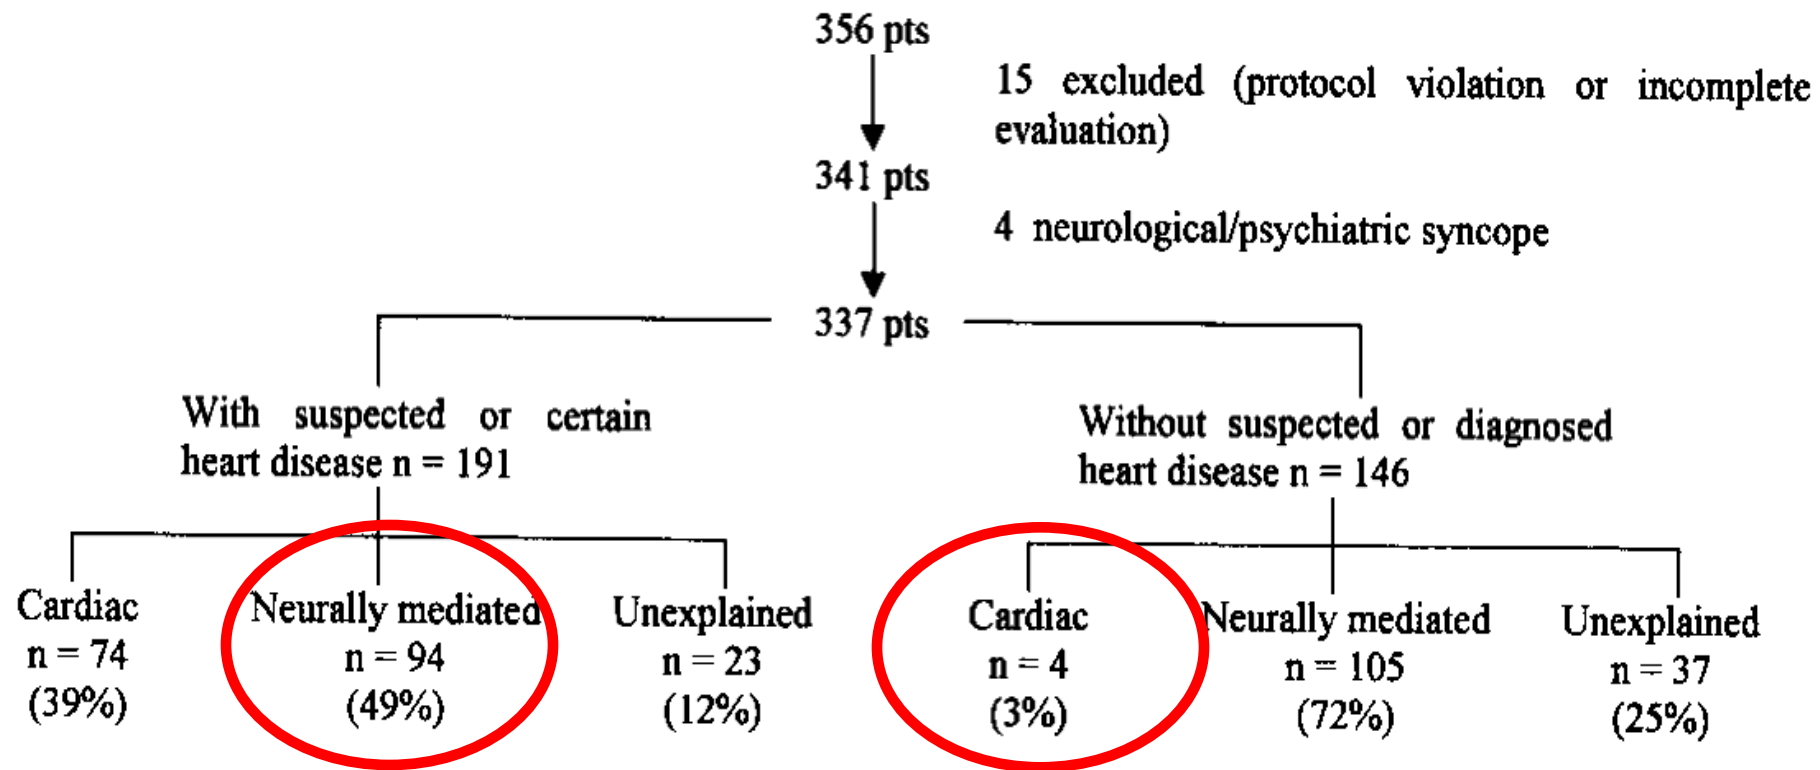 356 pts
15 excluded (protocol violation or incomplete
evaluation)
341 pts
4 neurological/psychiatric syncope
337 pts
With suspected or certain
heart disease n = 191
Without suspected or diagnosed
heart disease n = 146
Cardiac
n = 74
(39%)
Neurally mediated
n = 94
(49%)
Unexplained
n = 23
(12%)
Cardiac
n = 4
(3%)
Neurally mediated
n = 105
(72%)
Unexplained
n = 37
(25%)